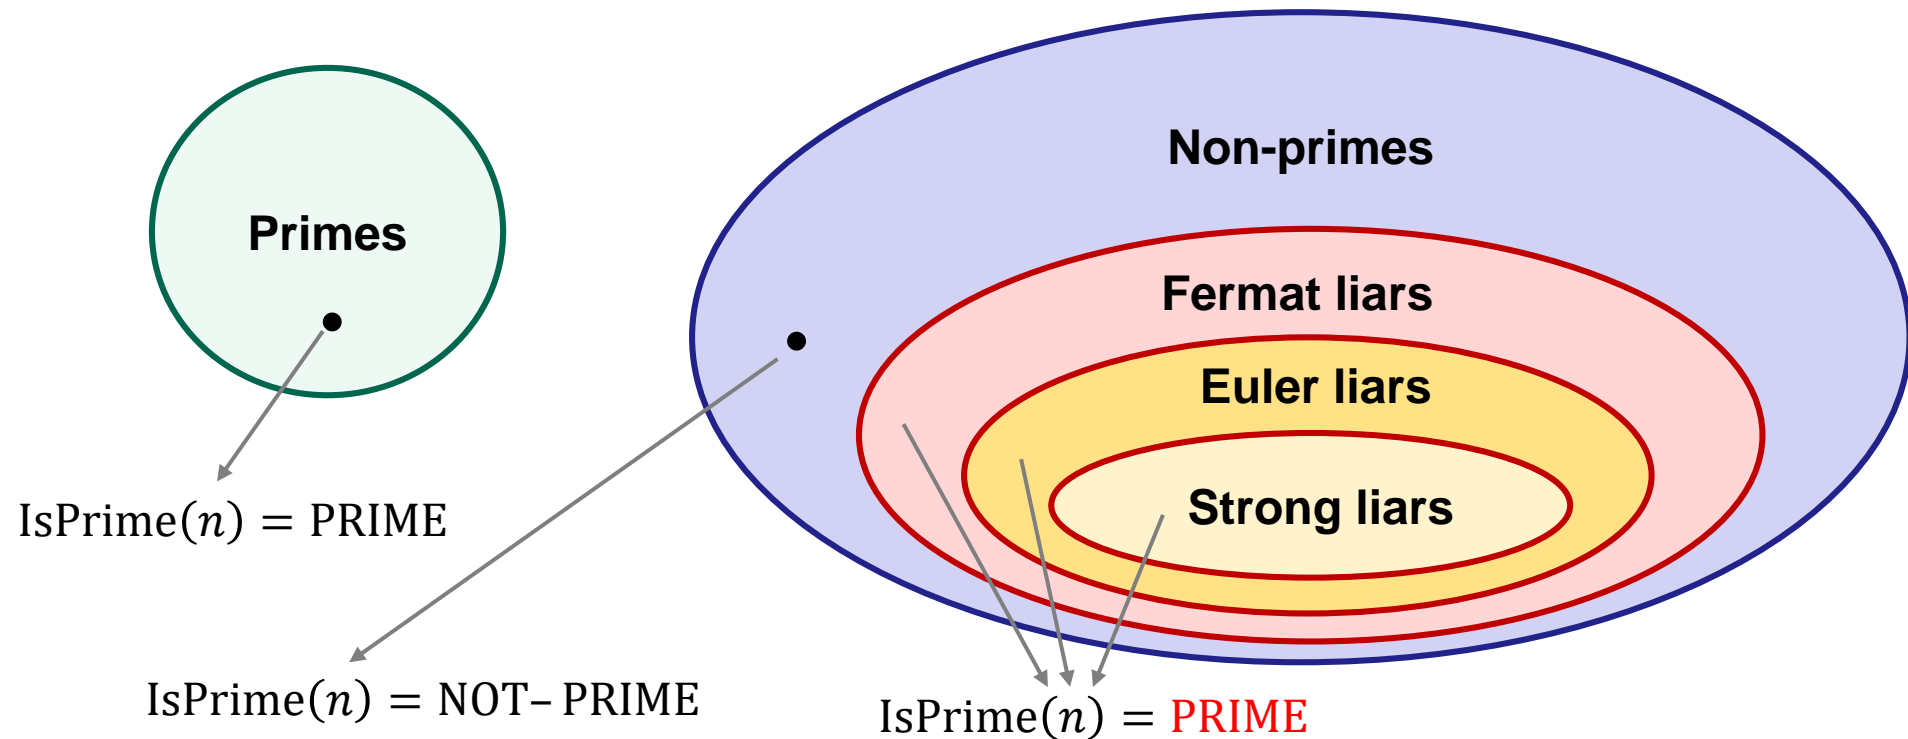 Non-primes
Primes
Fermat liars
Euler liars
Strong liars
IsPrime(n) = PRIME
IsPrime(n) = NOT– PRIME
IsPrime(n) = PRIME